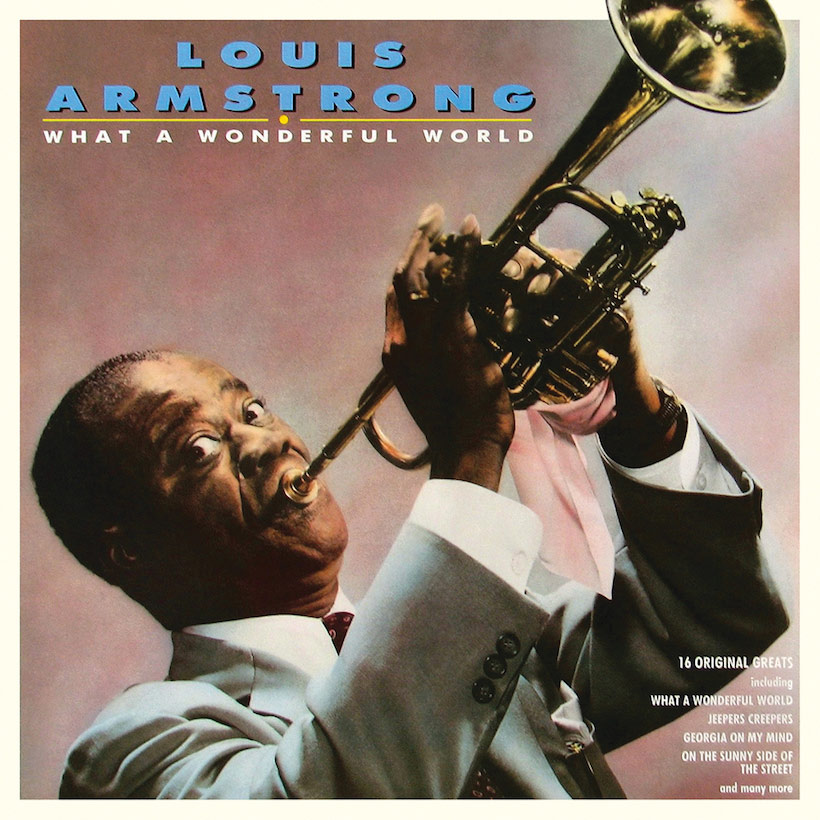 LOUIS
ARMSTRONG
WHAT A WONDERFUL WORLD
16 ORIGINAL GREATS
including
WHAT A WONDERFUL WORLD
JEEPERS CREEPERS
GEORGIA ON MY MIND
ON THE SUNNY SIDE OF
THE STREET
and many more